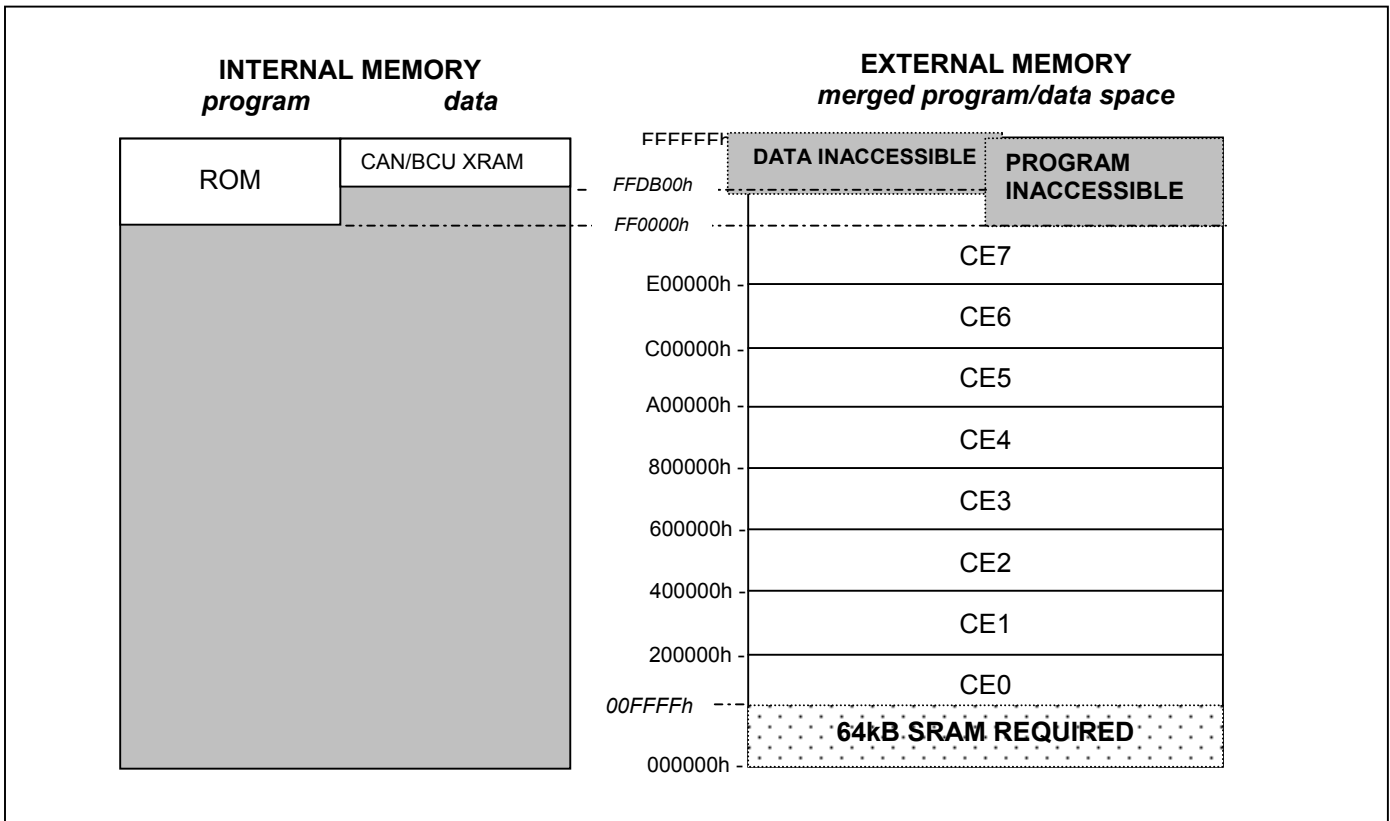 INTERNAL MEMORY
program data
ROM
CAN/BCU XRAM
EXTERNAL MEMORY
merged program/data space
FFFFFFh
DATA INACCESSIBLE
PROGRAM
INACCESSIBLE
FFDB00h
FF0000h
CE7
E00000h -
CE6
C00000h -
CE5
A00000h -
CE4
800000h -
CE3
600000h -
CE2
400000h -
CE1
200000h -
CE0
00FFFFh
64kB SRAM REQUIRED
000000h -